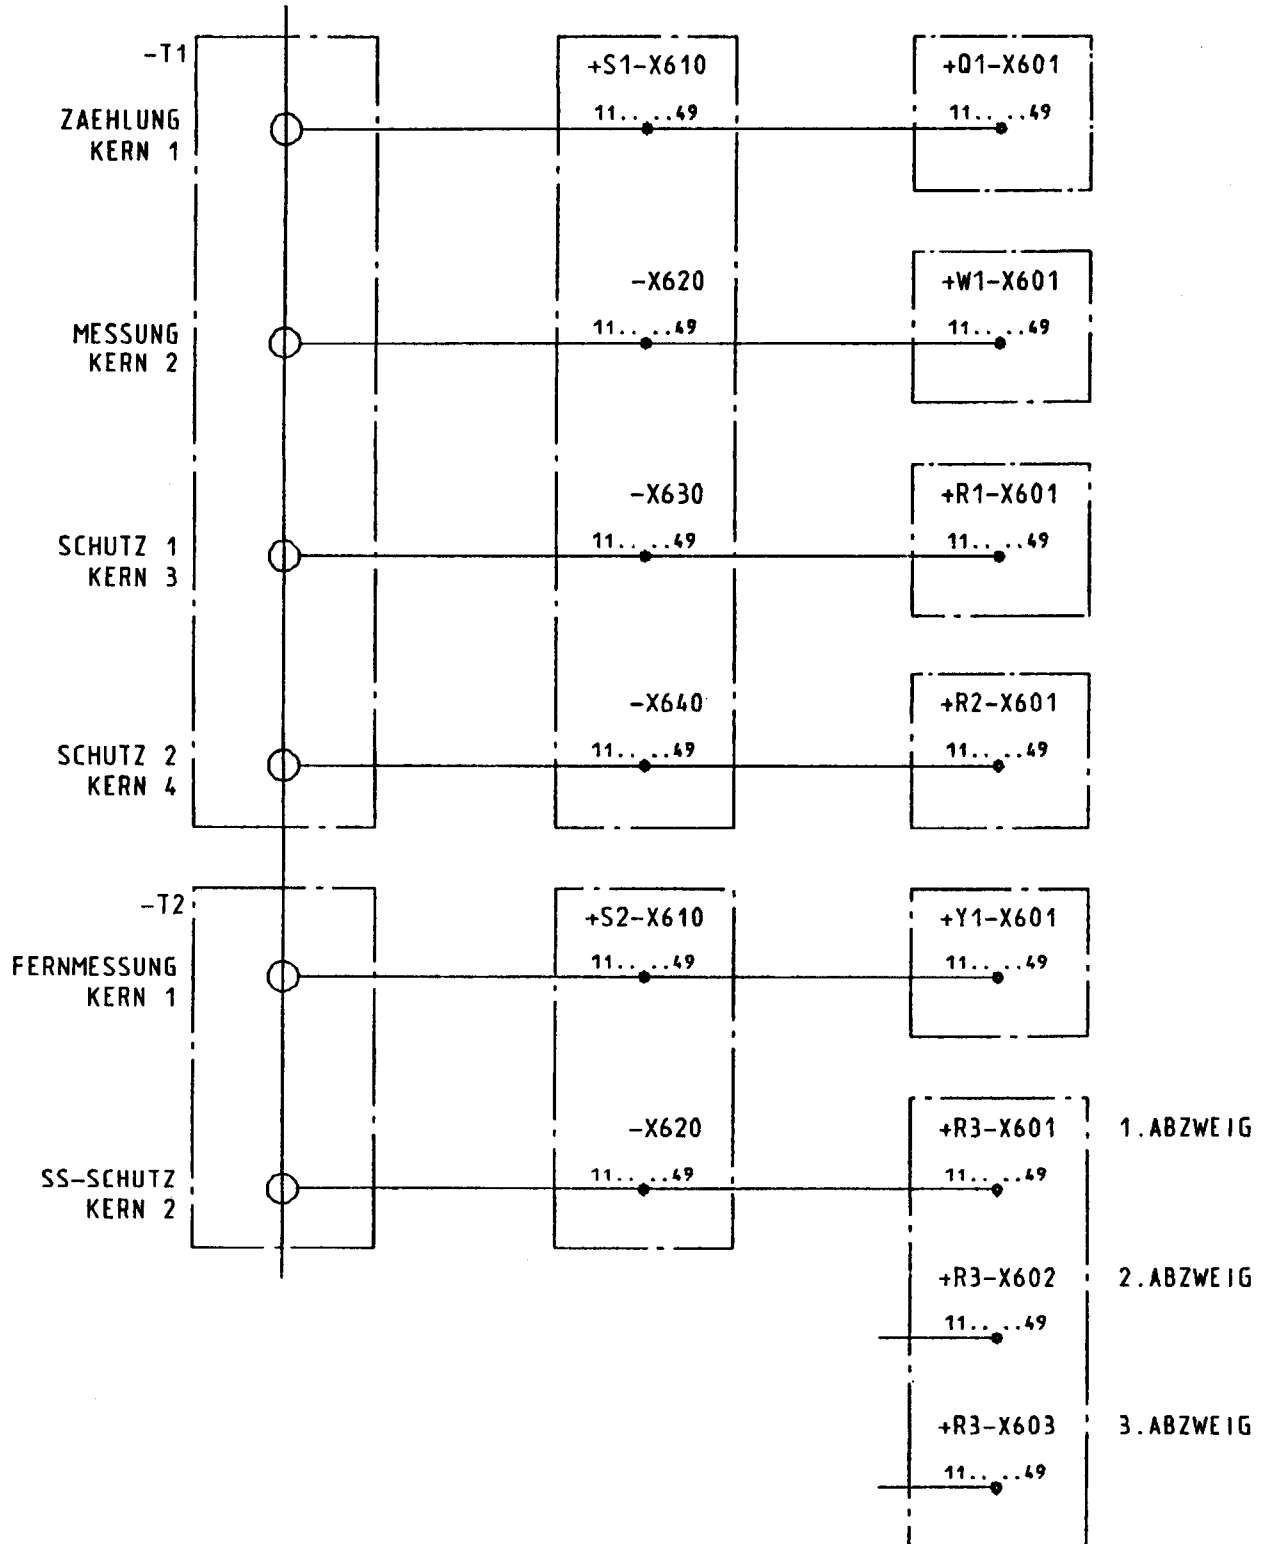 -T1
+S1-X610
+Q1-X601
ZAEHLUNG
KERN 1
11.. ..49
11.. ..49
-X620
+W1-X601
MESSUNG
KERN 2
11.. ..49
11.. ..49
-X630
+R1-X601
SCHUTZ 1
KERN 3
11.. ..49
11.. ..49
-X640
+R2-X601
SCHUTZ 2
KERN 4
11.. ..49
11.. ..49
-T2
+S2-X610
+Y1-X601
FERNMESSUNG
KERN 1
11.. ..49
11.. ..49
-X620
+R3-X601
1.ABZWEIG
SS-SCHUTZ
KERN 2
11.. ..49
11.. ..49
+R3-X602
2.ABZWEIG
11.. ..49
+R3-X603
3.ABZWEIG
11.. ..49